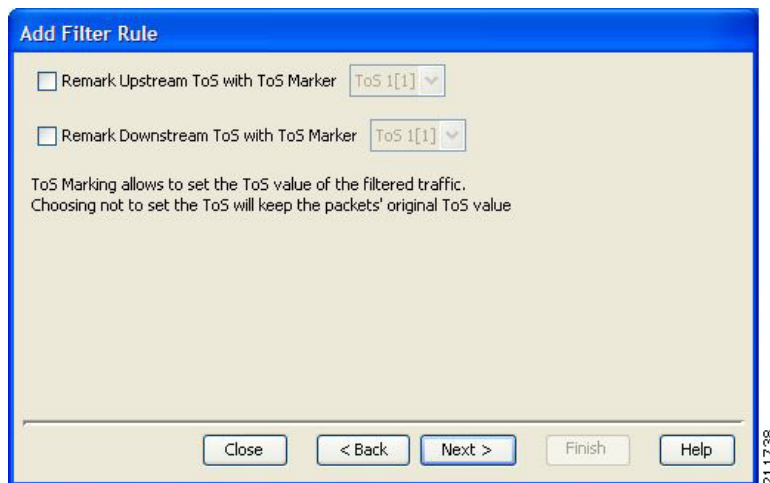 Add Filter Rule
Remark Upstream ToS with ToS Marker ToS 1[1]
Remark Downstream ToS with ToS Marker ToS 1[1]
ToS Marking allows to set the ToS value of the filtered traffic.
Choosing not to set the ToS will keep the packets' original ToS value
Close < Back Next > Finish Help
211738